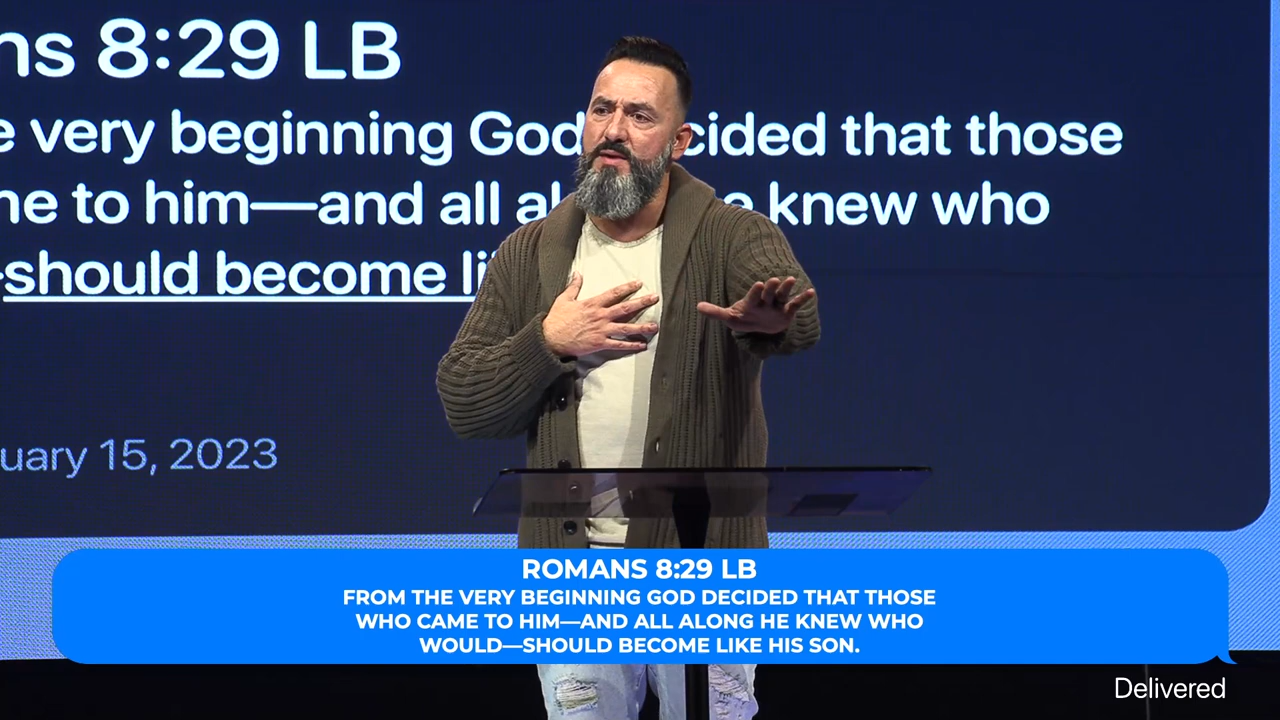 ns 8:29 LB
e very beginning God cided that those
me to him—and all al e knew who
-should become li
uary 15, 2023
ROMANS 8:29 LB
FROM THE VERY BEGINNING GOD DECIDED THAT THOSE
WHO CAME TO HIM—AND ALL ALONG HE KNEW WHO
WOULD—SHOULD BECOME LIKE HIS SON.
Delivered